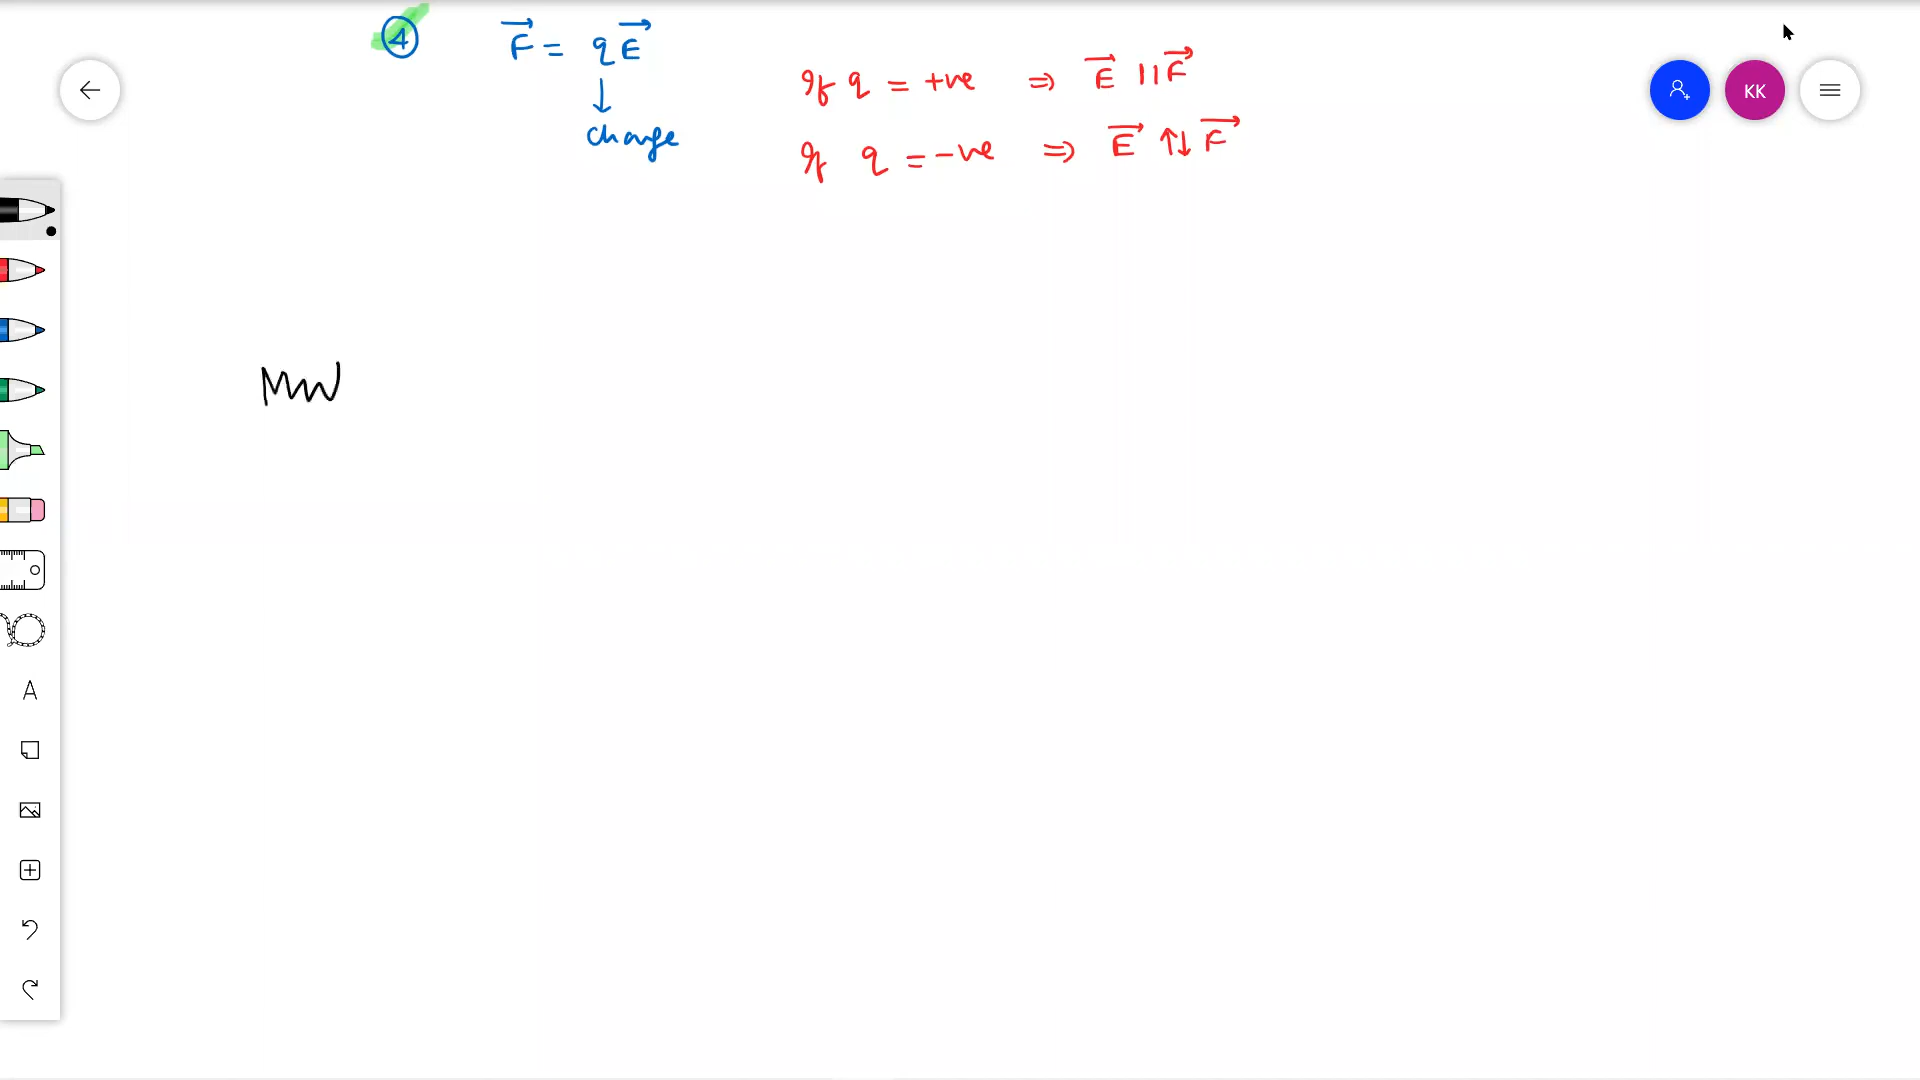 ④ F⃗ = qE⃗
↓
charge
If q = +ve ⇒ E⃗ || F⃗
If q = -ve ⇒ E⃗ ↑↓ F⃗
KK
A